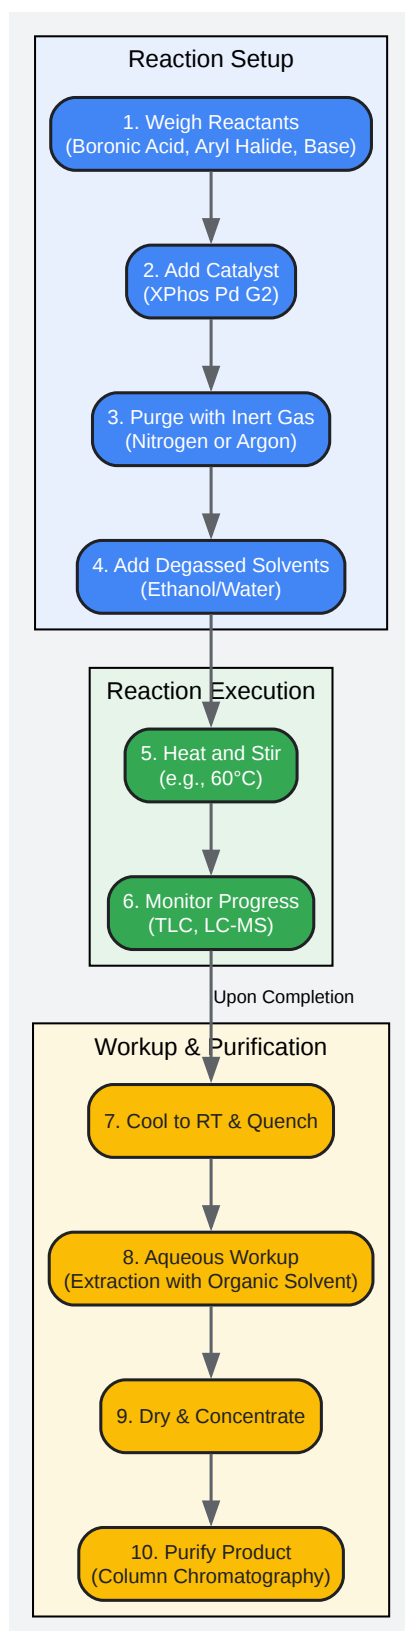 Reaction Setup
1. Weigh Reactants
(Boronic Acid, Aryl Halide, Base)
2. Add Catalyst
(XPhos Pd G2)
3. Purge with Inert Gas
(Nitrogen or Argon)
4. Add Degassed Solvents
(Ethanol/Water)
Reaction Execution
5. Heat and Stir
(e.g., 60°C)
6. Monitor Progress
(TLC, LC-MS)
Upon Completion
Workup & Purification
7. Cool to RT & Quench
8. Aqueous Workup
(Extraction with Organic Solvent)
9. Dry & Concentrate
10. Purify Product
(Column Chromatography)